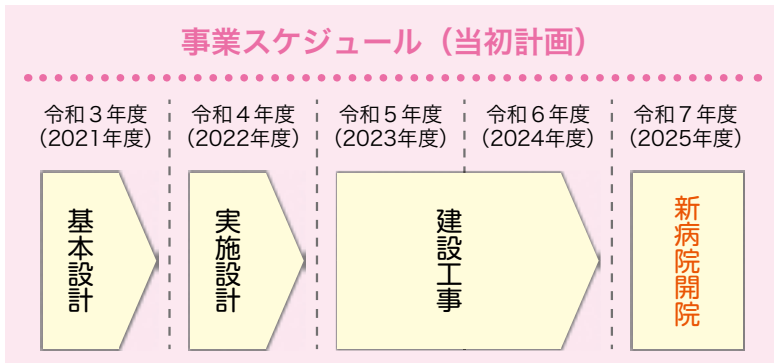 事業スケジュール（当初計画）
令和３年度
（2021年度）
令和４年度
（2022年度）
令和５年度
（2023年度）
令和６年度
（2024年度）
令和７年度
（2025年度）
基本設計
実施設計
建設工事
新病院開院